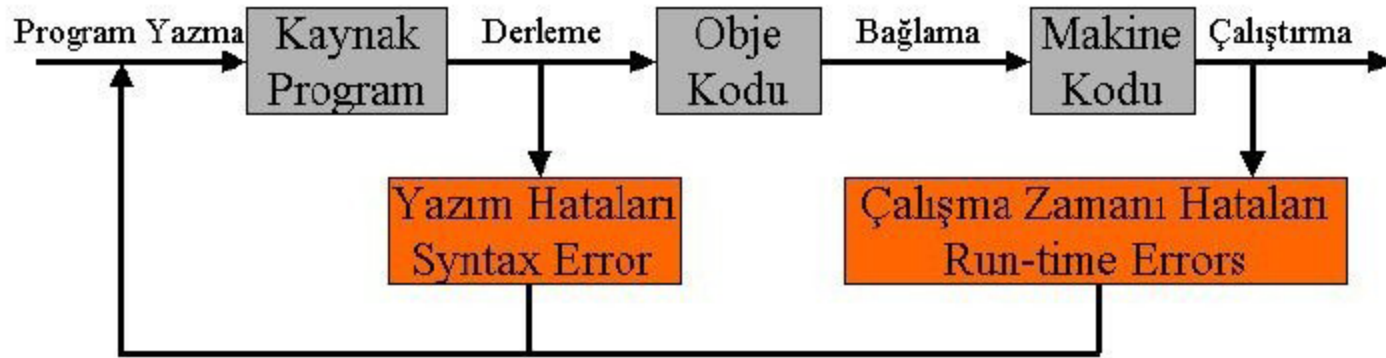 Program Yazma
Kaynak
Program
Derleme
Obje
Kodu
Bağlama
Makine
Kodu
Çalıştırma
Yazım Hataları
Syntax Error
Çalışma Zamanı Hataları
Run-time Errors